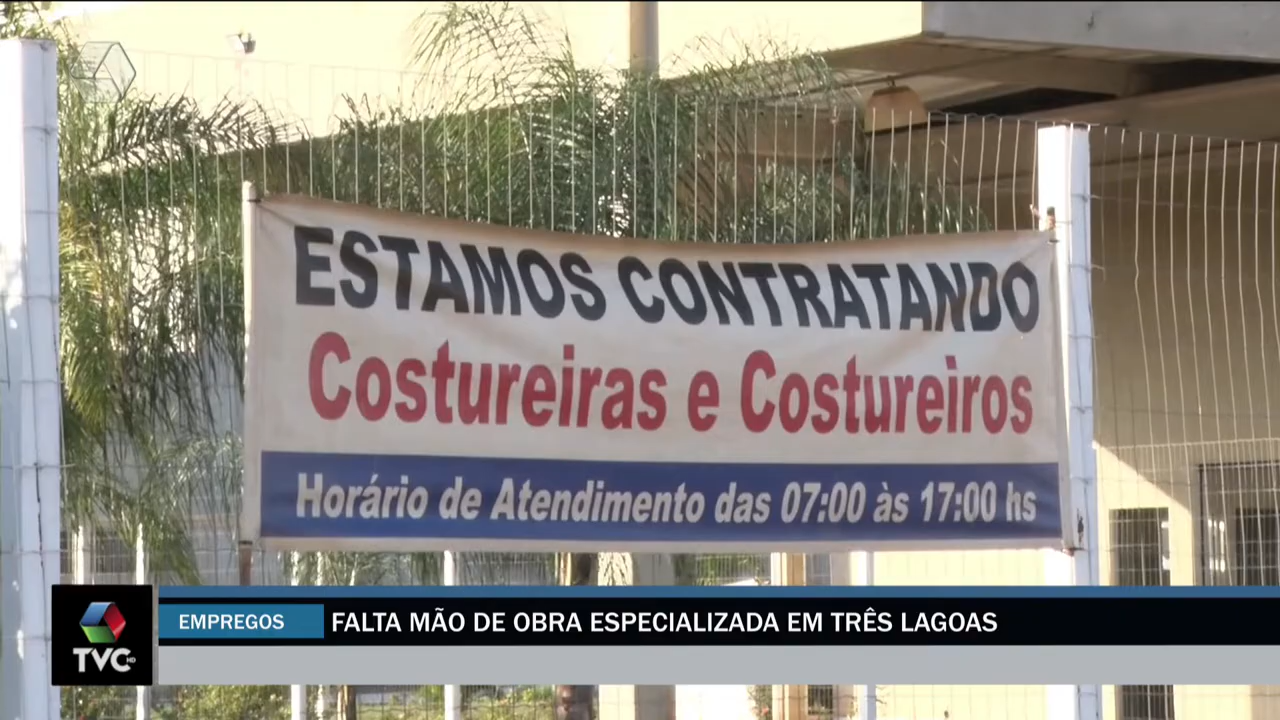 ESTAMOS CONTRATANDO
Costureiras e Costureiros
Horário de Atendimento das 07:00 às 17:00 hs
EMPREGOS
FALTA MÃO DE OBRA ESPECIALIZADA EM TRÊS LAGOAS
TVC HD